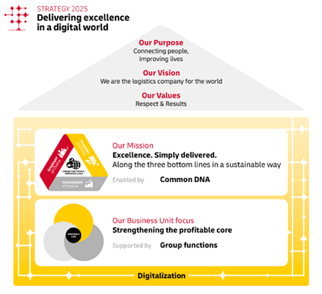 STRATEGY 2025
Delivering excellence
in a digital world
Our Purpose
Connecting people,
improving lives
Our Vision
We are the logistics company for the world
Our Values
Respect & Results
Our Mission
Excellence. Simply delivered.
Along the three bottom lines in a sustainable way
Enabled by Common DNA
Our Business Unit focus
Strengthening the profitable core
Supported by Group functions
Digitalization